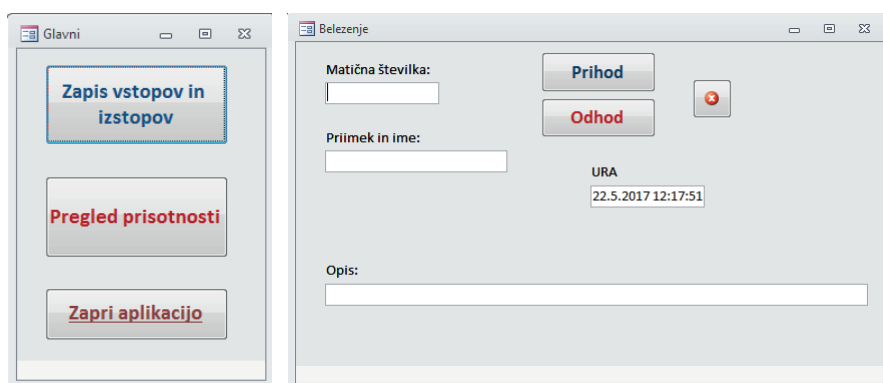 Glavni
Zapis vstopov in
izstopov
Pregled prisotnosti
Zapri aplikacijo
Belezenje
Matična številka:
Prihod
Odhod
Priimek in ime:
URA
22.5.2017 12:17:51
Opis: